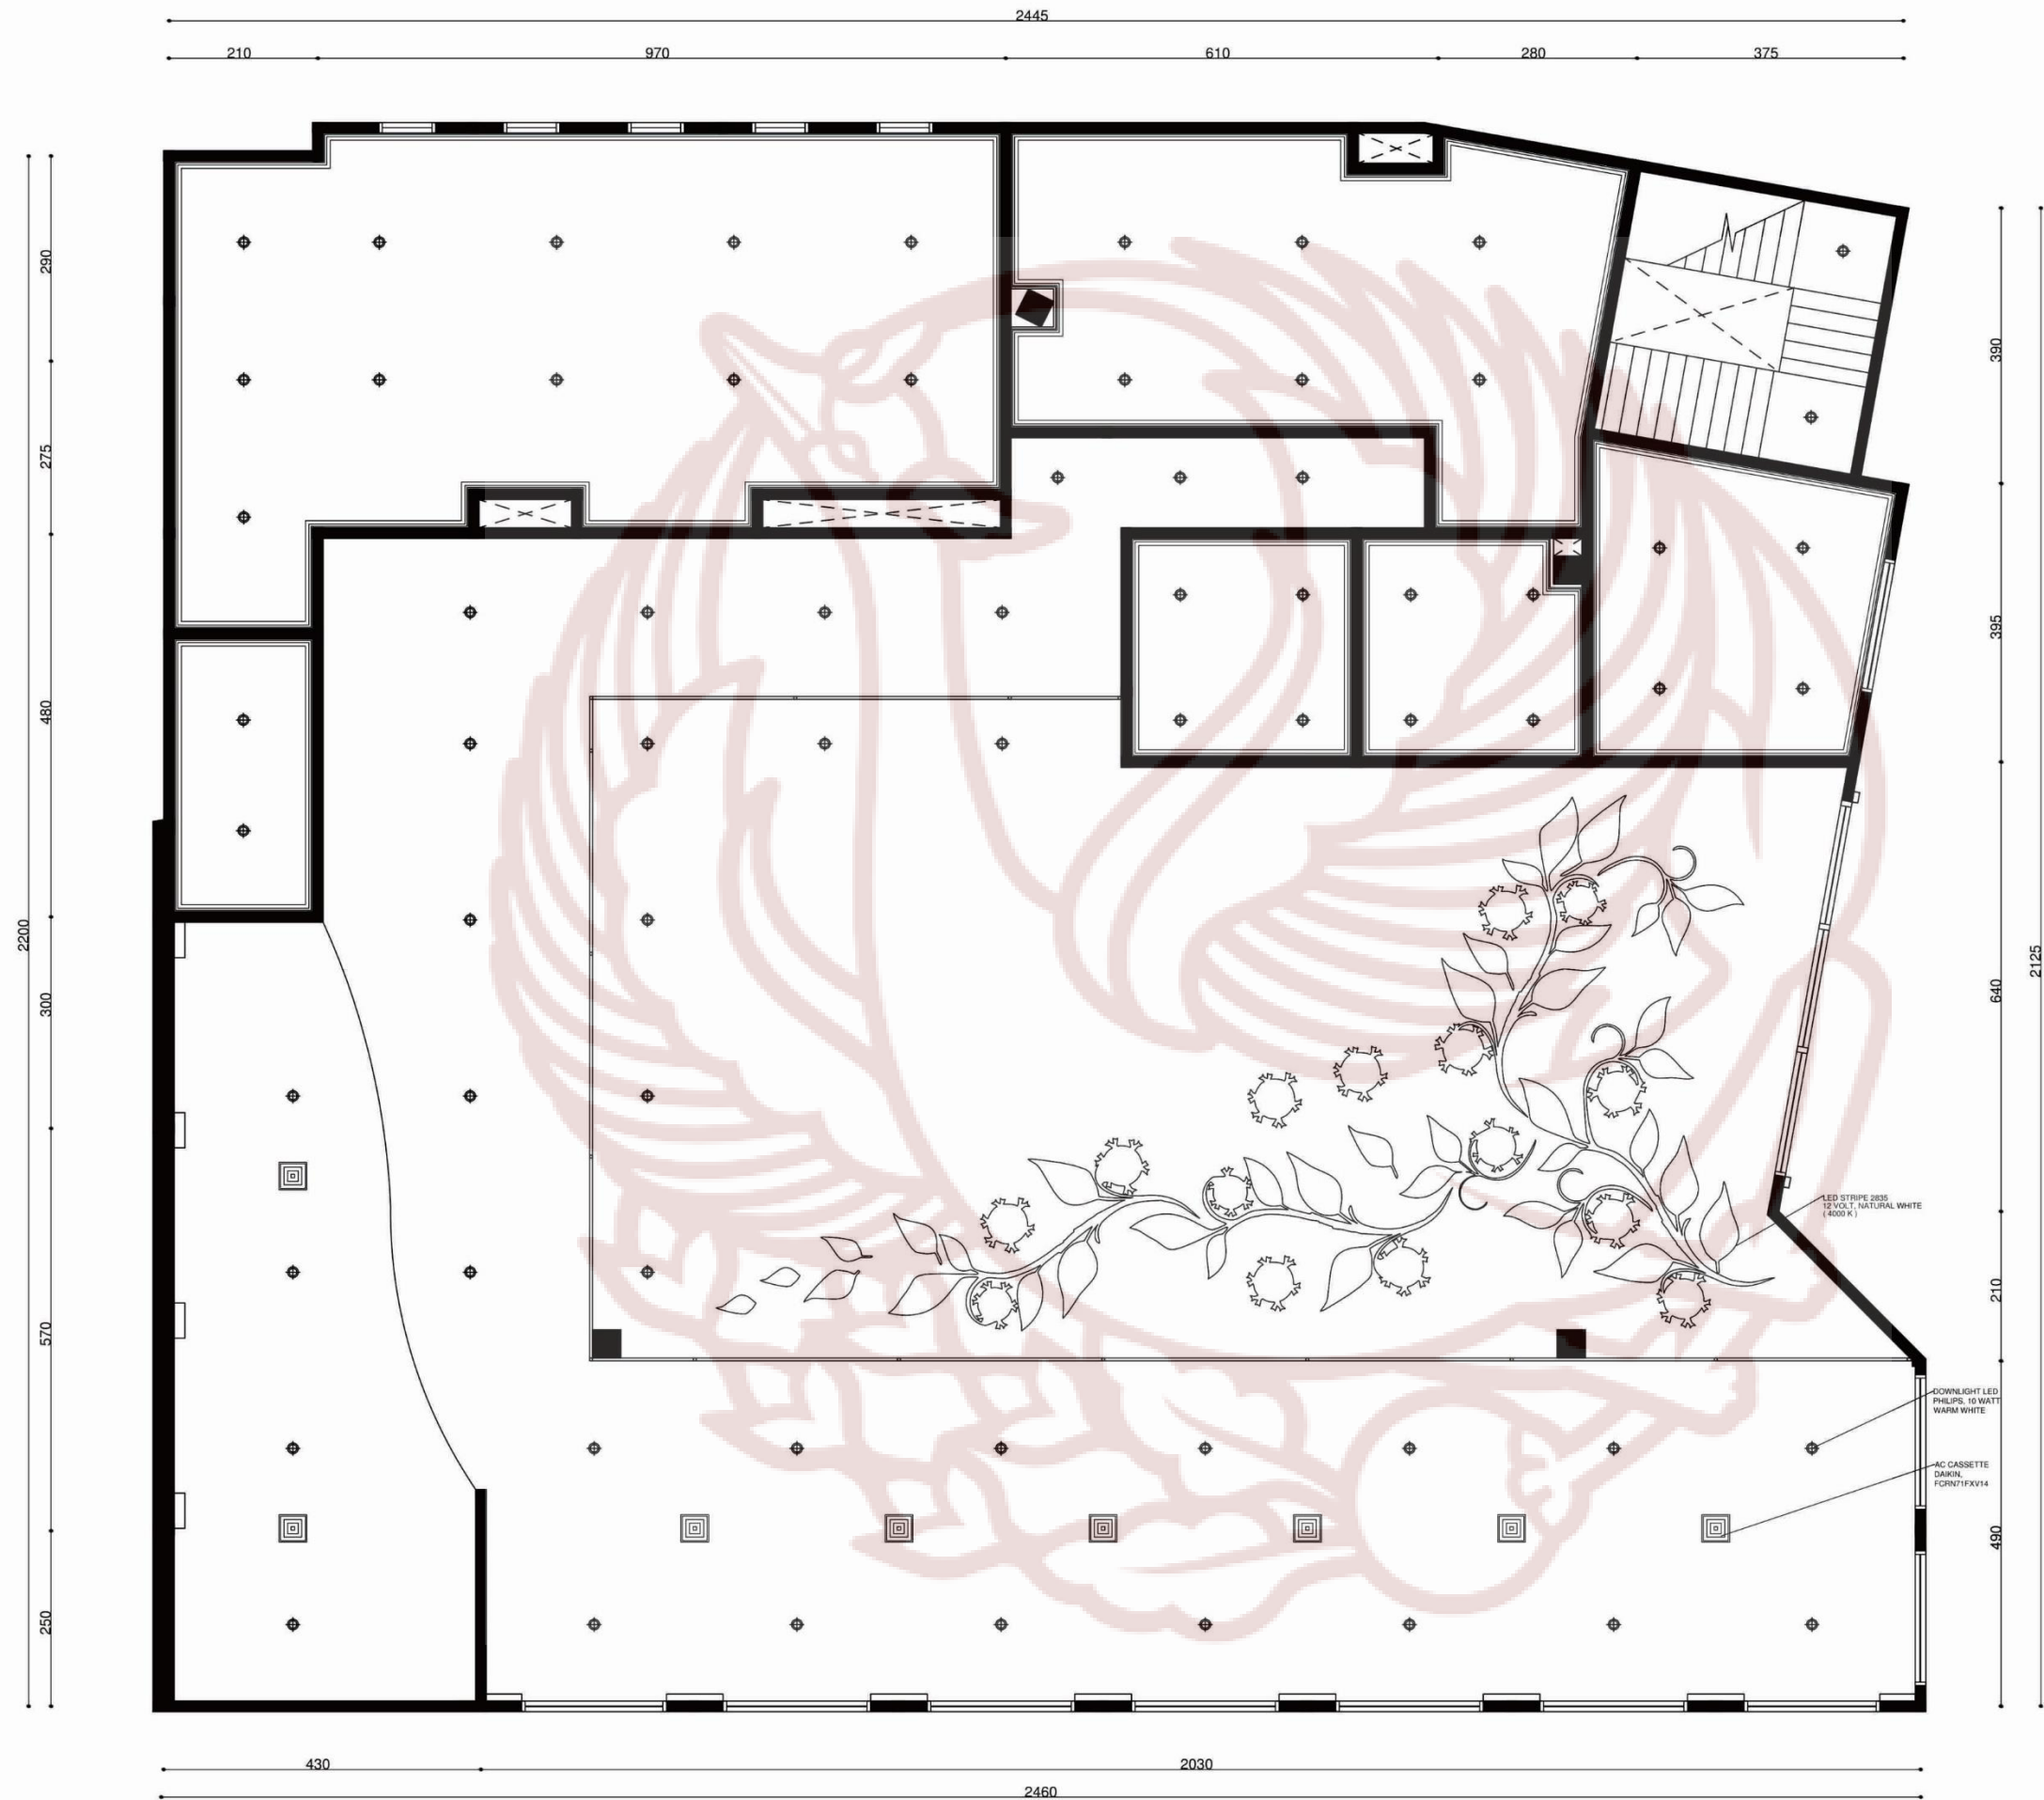 2445
210
970
610
280
375
290
275
480
2200
300
570
250
390
395
640
2125
210
490
LED STRIPE 2835
12 VOLT, NATURAL WHITE
( 4000 K )
DOWNLIGHT LED
PHILIPS, 10 WATT
WARM WHITE
AC CASSETTE
DAIKIN,
FCRN71FXV14
430
2030
2460